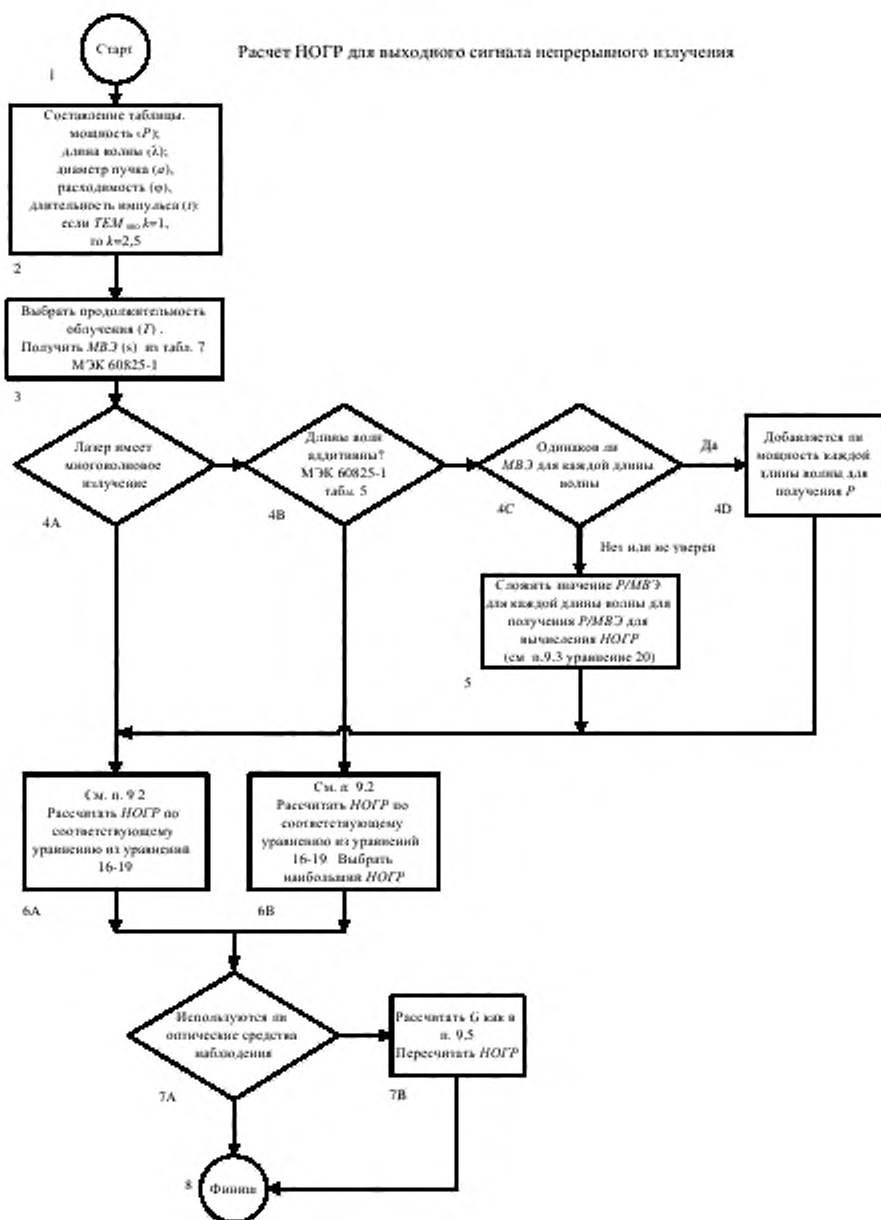 Старт
Расчет НОГР для выходного сигнала непрерывного излучения
1
Составление таблицы.
мощность (P);
длина волны (λ);
диаметр пучка (a),
расходимость (φ),
длительность импульса (t):
если TEM k=1,
то k=2,5
2
Выбрать продолжительность
облучения (T) .
Получить МВЭ (s) из табл. 7
МЭК 60825-1
3
Лазер имеет
многоволновое
излучение
4A
Длины волн
аддитивны?
МЭК 60825-1
табл. 5
4B
Одинаков ли
МВЭ для каждой длины
волны
4C
Да
Добавляется ли
мощность каждой
длины волны для
получения P
4D
Нет или не уверен
Сложить значение P/МВЭ
для каждой длины волны для
получения P/МВЭ для
вычисления НОГР
(см п.9.3 уравнение 20)
5
См. п. 9 2
Рассчитать НОГР по
соответствующему
уравнению из уравнений
16-19
6A
См. п 9.2
Рассчитать НОГР по
соответствующему
уравнению из уравнений
16-19 Выбрать
наибольший НОГР
6B
Используются ли
оптические средства
наблюдения
7A
Рассчитать G как в
п. 9.5
Пересчитать НОГР
7B
8
Финиш